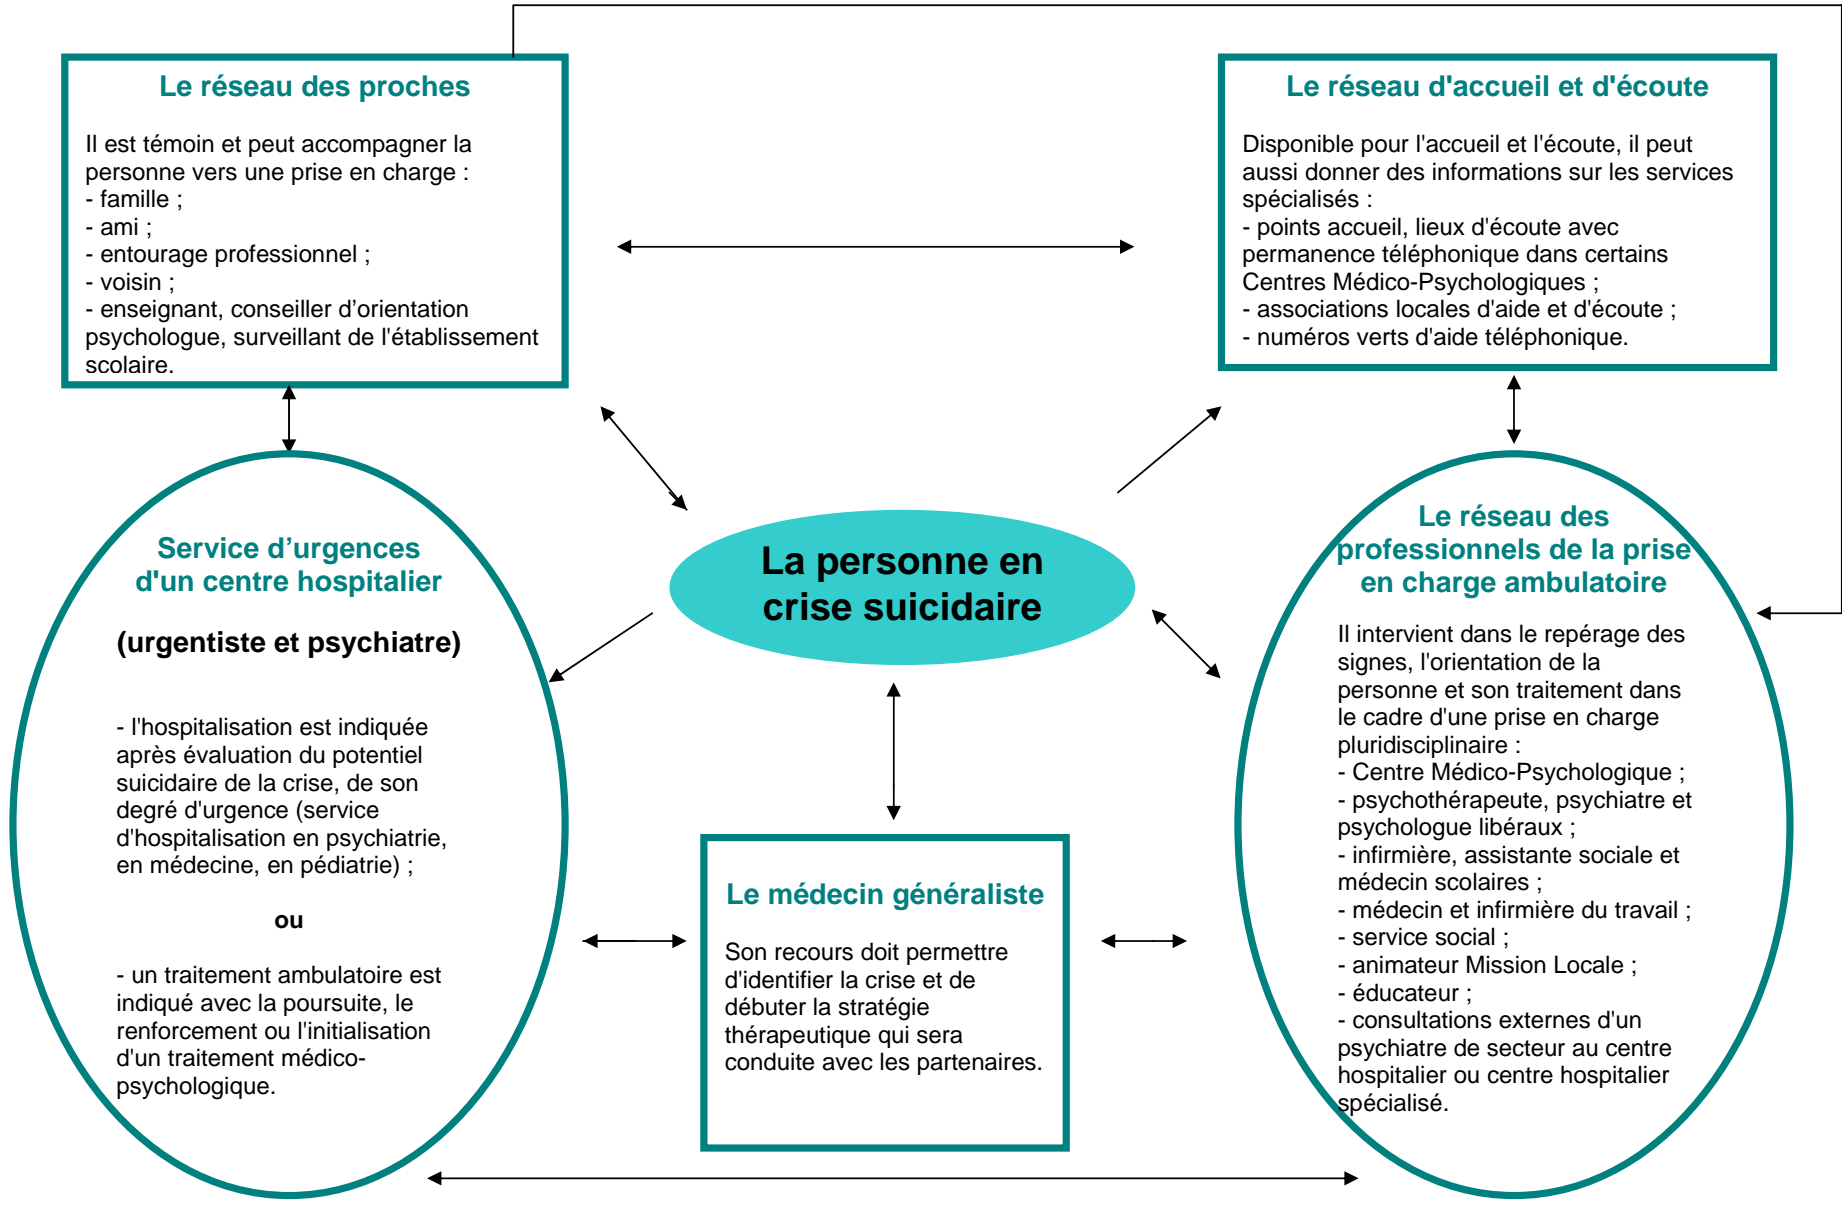 Le réseau des proches
Il est témoin et peut accompagner la
personne vers une prise en charge :
- famille ;
- ami ;
- entourage professionnel ;
- voisin ;
- enseignant, conseiller d’orientation
psychologue, surveillant de l'établissement
scolaire.
Le réseau d'accueil et d'écoute
Disponible pour l'accueil et l'écoute, il peut
aussi donner des informations sur les services
spécialisés :
- points accueil, lieux d'écoute avec
permanence téléphonique dans certains
Centres Médico-Psychologiques ;
- associations locales d'aide et d'écoute ;
- numéros verts d'aide téléphonique.
La personne en
crise suicidaire
Service d’urgences
d'un centre hospitalier
(urgentiste et psychiatre)
- l'hospitalisation est indiquée
après évaluation du potentiel
suicidaire de la crise, de son
degré d'urgence (service
d'hospitalisation en psychiatrie,
en médecine, en pédiatrie) ;
ou
- un traitement ambulatoire est
indiqué avec la poursuite, le
renforcement ou l'initialisation
d'un traitement médico-
psychologique.
Le médecin généraliste
Son recours doit permettre
d'identifier la crise et de
débuter la stratégie
thérapeutique qui sera
conduite avec les partenaires.
Le réseau des
professionnels de la prise
en charge ambulatoire
Il intervient dans le repérage des
signes, l'orientation de la
personne et son traitement dans
le cadre d'une prise en charge
pluridisciplinaire :
- Centre Médico-Psychologique ;
- psychothérapeute, psychiatre et
psychologue libéraux ;
- infirmière, assistante sociale et
médecin scolaires ;
- médecin et infirmière du travail ;
- service social ;
- animateur Mission Locale ;
- éducateur ;
- consultations externes d'un
psychiatre de secteur au centre
hospitalier ou centre hospitalier
spécialisé.